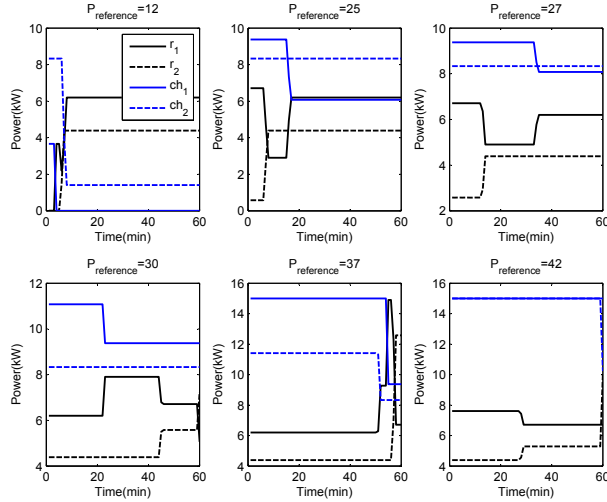 P_reference=12 P_reference=25 P_reference=27
10 10 10
8 8 8
6 6 6
4 4 4
2 2 2
0 0 0
Power(kW) Power(kW) Power(kW)
r_1
r_2
ch_1
ch_2
0 20 40 60 0 20 40 60 0 20 40 60
Time(min) Time(min) Time(min)
P_reference=30 P_reference=37 P_reference=42
12 16 16
10 14 14
8 12 12
6 10 10
4 8 8
6 6
4 4
Power(kW) Power(kW) Power(kW)
0 20 40 60 0 20 40 60 0 20 40 60
Time(min) Time(min) Time(min)